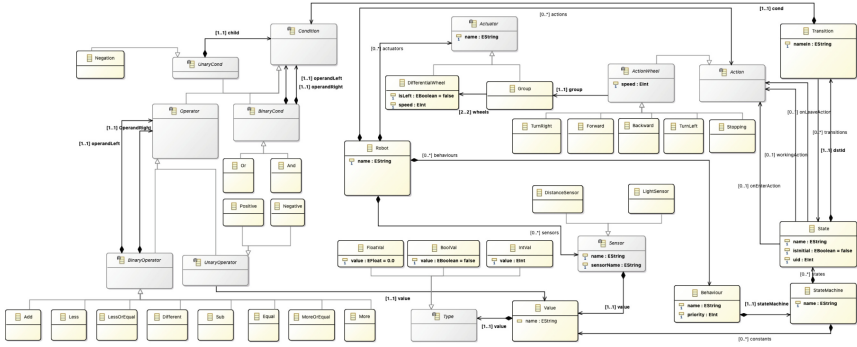 [1..1] cond
[0..*] actions
Condition
Actuator
name : EString
Transition
nameIn : EString
[1..1] child
[0..*] actuators
Negation
UnaryCond
ActionWheel
speed : EInt
Action
[1..1] operandLeft
[1..1] operandRight
DifferentialWheel
isLeft : EBoolean = false
speed : EInt
Group
[1..1] group
[2..2] wheels
Operator
BinaryCond
[0..1] onLeaveAction
[1..1] OperandRight
[1..1] operandLeft
TurnRight
Forward
Backward
TurnLeft
Stopping
[0..*] transitions
Robot
name : EString
[0..*] behaviours
[0..1] workingAction
[1..1] dstId
Or
And
DistanceSensor
LightSensor
[0..1] onEnterAction
Positive
Negative
[0..*] sensors
State
name : EString
isInitial : EBoolean = false
uid : EInt
FloatVal
value : EFloat = 0.0
BoolVal
value : EBoolean = false
IntVal
value : EInt
Sensor
name : EString
sensorName : EString
BinaryOperator
UnaryOperator
[0..*] states
Behaviour
name : EString
priority : EInt
[1..1] stateMachine
StateMachine
name : EString
[1..1] value
[1..1] value
Add
Less
LessOrEqual
Different
Sub
Equal
MoreOrEqual
More
Type
[1..1] value
Value
name : EString
[0..*] constants